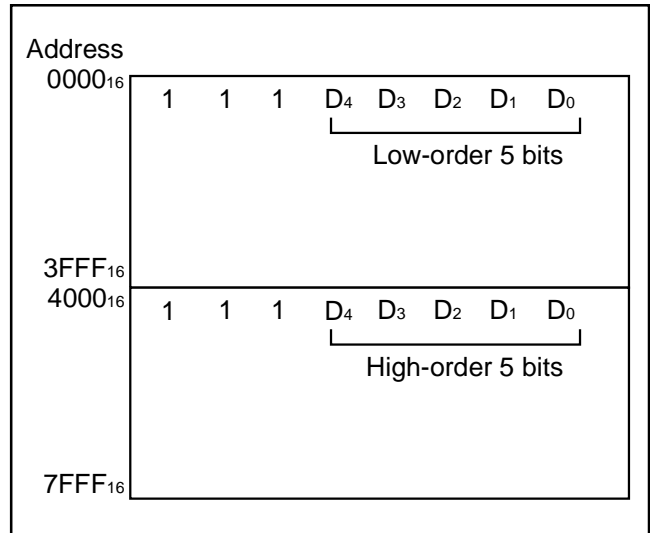 Address
0000₁₆
1 1 1 D₄ D₃ D₂ D₁ D₀
Low-order 5 bits
3FFF₁₆
4000₁₆
1 1 1 D₄ D₃ D₂ D₁ D₀
High-order 5 bits
7FFF₁₆